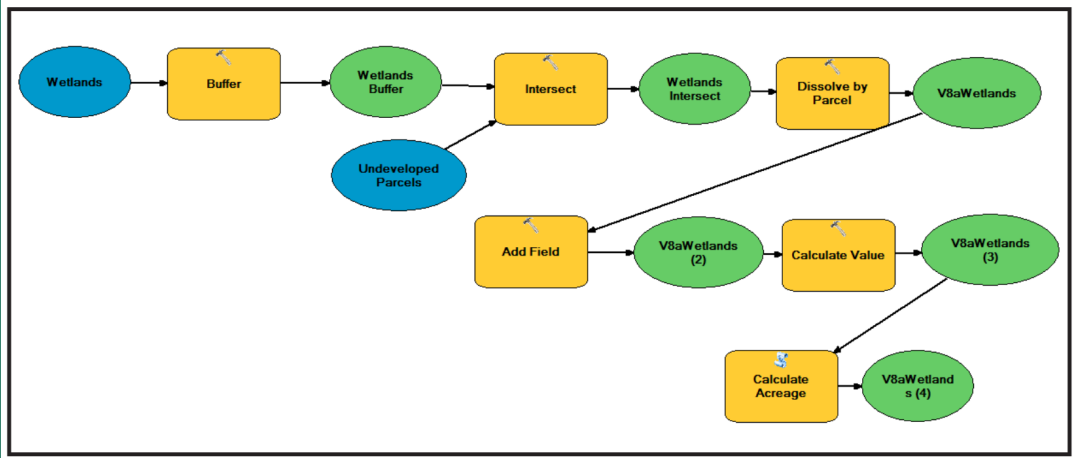 Wetlands
Buffer
Wetlands
Buffer
Intersect
Wetlands
Intersect
Dissolve by
Parcel
V8aWetlands
Undeveloped
Parcels
Add Field
V8aWetlands
(2)
Calculate Value
V8aWetlands
(3)
Calculate
Acreage
V8aWetland
s (4)